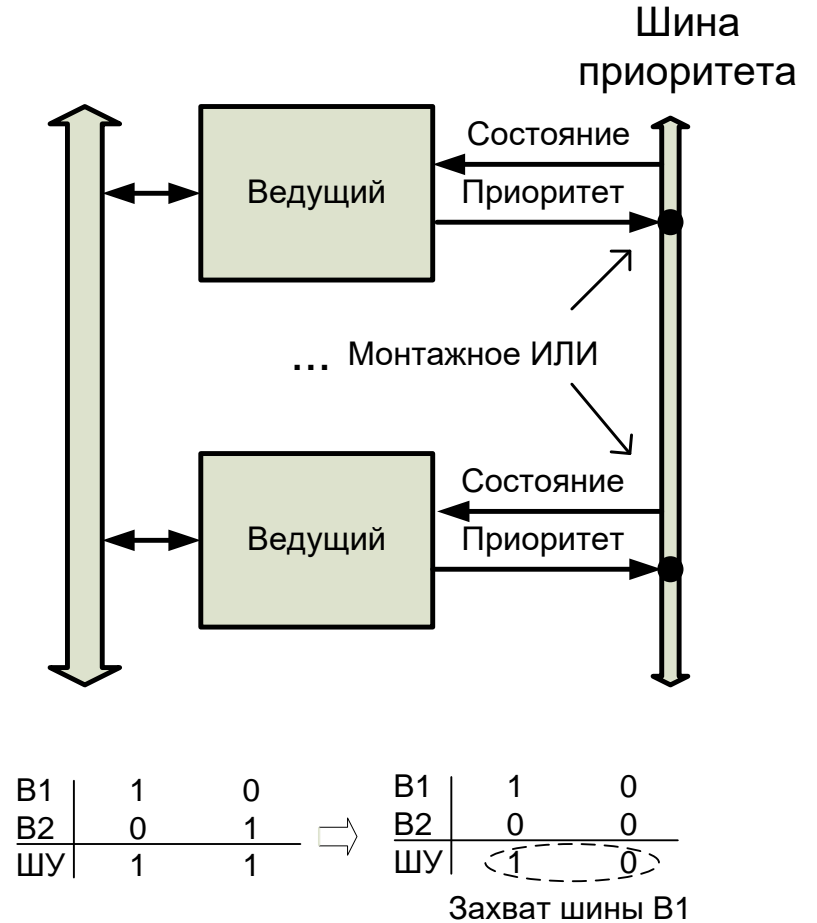 Шина
приоритета
Состояние
Ведущий
Приоритет
... Монтажное ИЛИ
Состояние
Ведущий
Приоритет
В1 1 0
В2 0 1
ШУ 1 1
В1 1 0
В2 0 0
ШУ 1 0
Захват шины В1